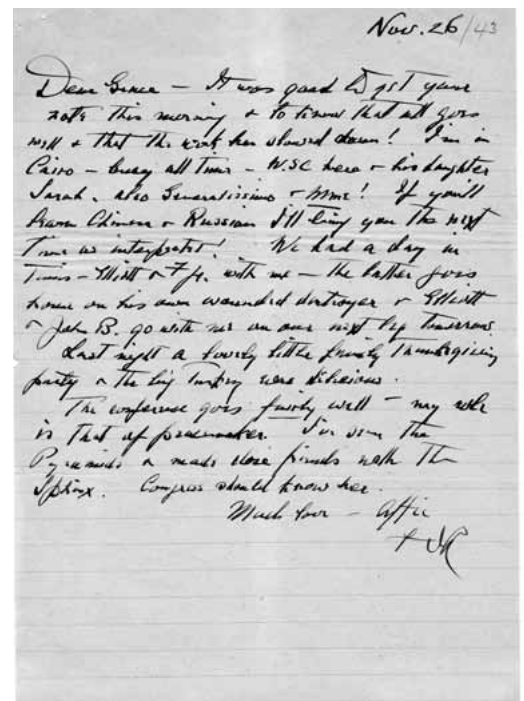 Nov. 26/43
Dear Grace – It was good to get your
note this morning & to know that all goes
well & that the work has slowed down! I'm in
Cairo – busy all time – WSC here & his daughter
Sarah, also Generalissimo & Mme! If you'll
learn Chinese & Russian I'll bring you the next
time as interpreter! We had a day in
Tunis – Elliott & F Jr. with me – the latter goes
home on his own wounded destroyer & Elliott
& John B. go with me on our next leg tomorrow.
Last night a lovely little family Thanksgiving
party & the big turkey were delicious.
The conference goes fairly well – my role
is that of peacemaker. I've seen the
Pyramids & made close friends with the
Sphinx. Congress should know her.
Much love – Affec
FDR